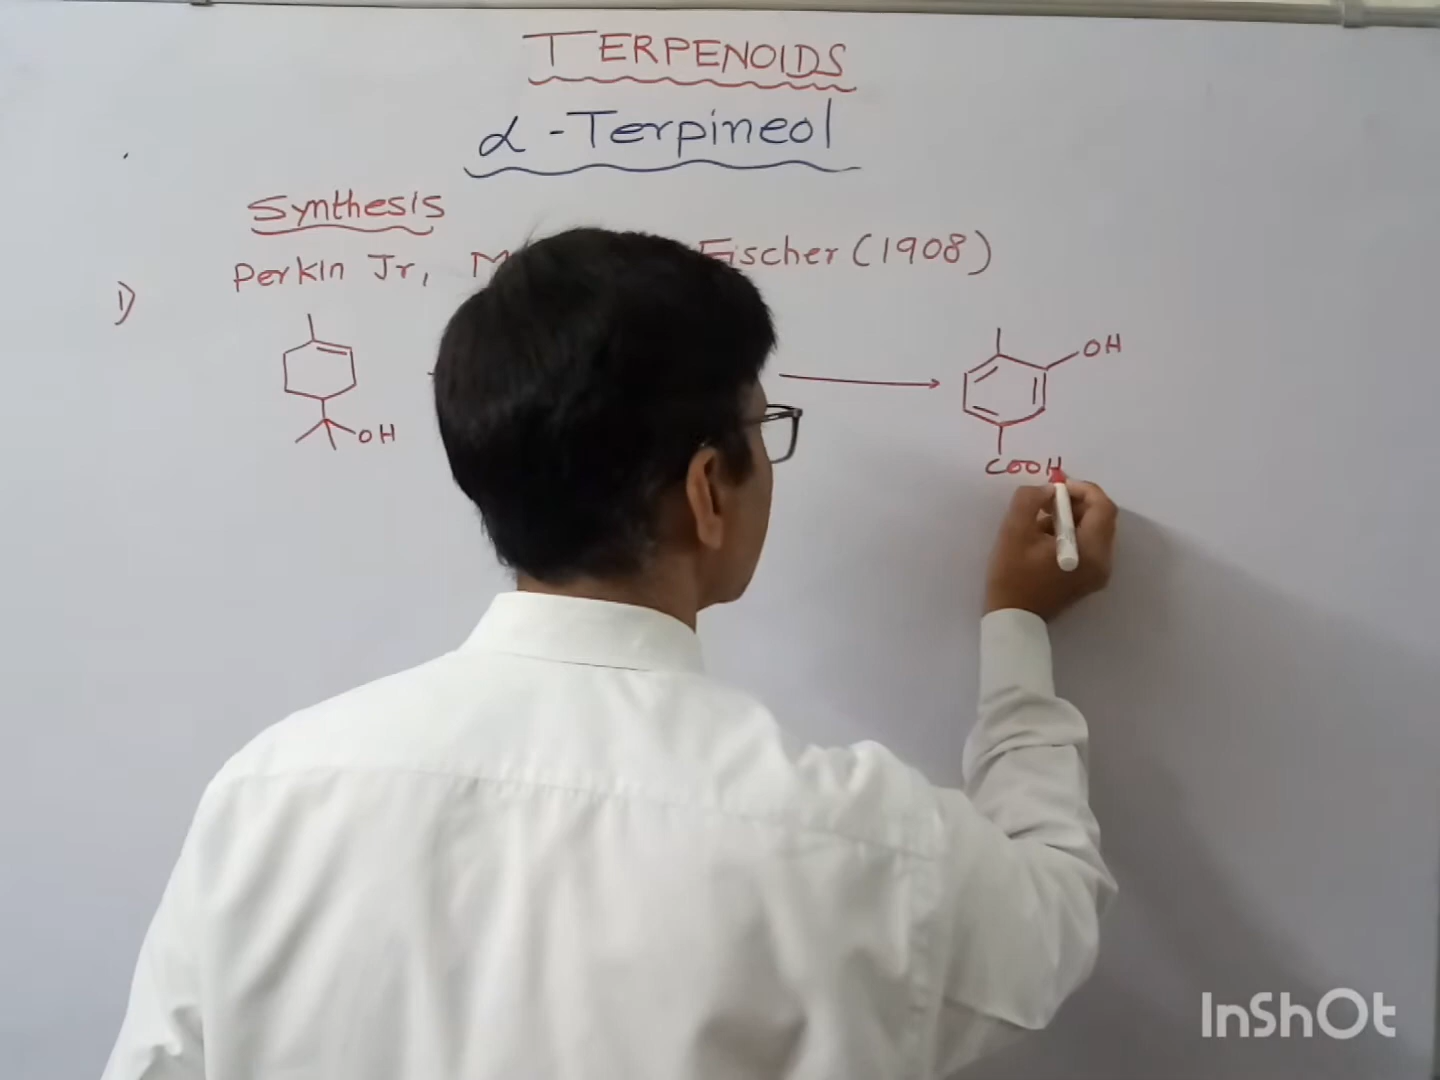 TERPENOIDS
α-Terpineol
Synthesis
Perkin Jr, Fischer (1908)
1)
OH
OH
COOH
InShOt